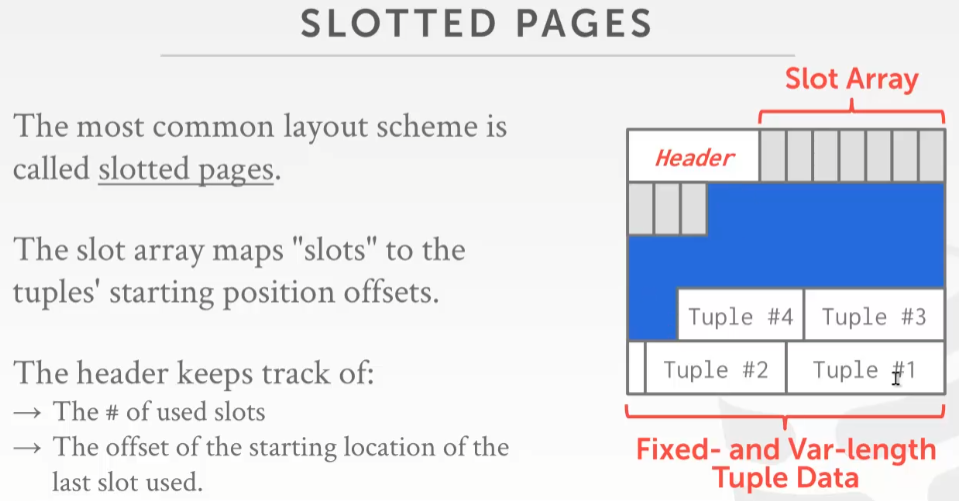 SLOTTED PAGES
The most common layout scheme is
called slotted pages.
The slot array maps "slots" to the
tuples' starting position offsets.
The header keeps track of:
→ The # of used slots
→ The offset of the starting location of the
last slot used.
Slot Array
Header
Tuple #4 Tuple #3
Tuple #2 Tuple #1
Fixed- and Var-length
Tuple Data